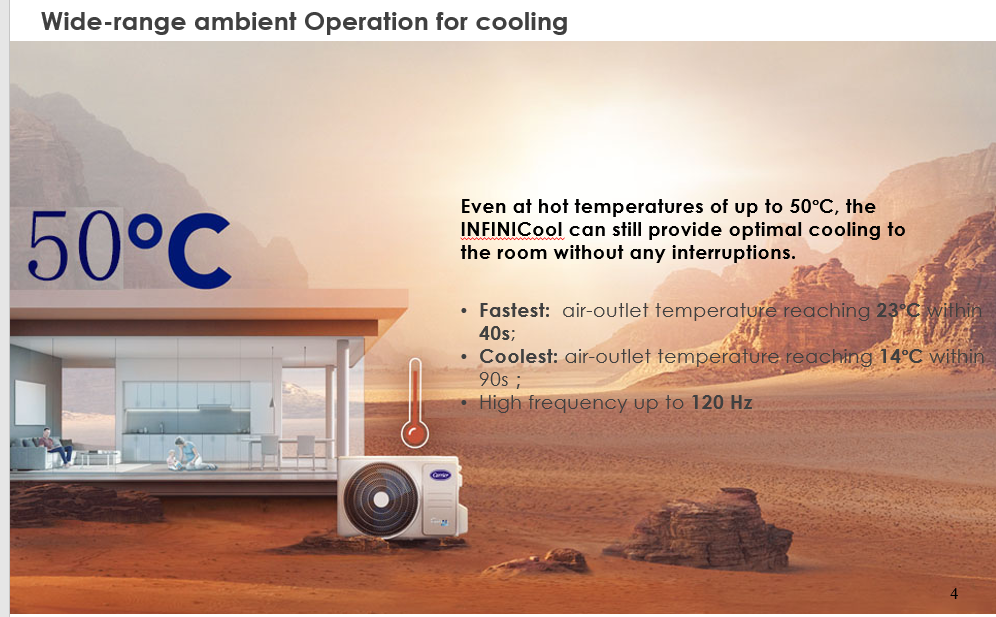 Wide-range ambient Operation for cooling
50°C
Even at hot temperatures of up to 50°C, the
INFINICool can still provide optimal cooling to
the room without any interruptions.
• Fastest:  air-outlet temperature reaching 23°C within
40s;
• Coolest: air-outlet temperature reaching 14°C within
90s ;
• High frequency up to 120 Hz
Carrier
4